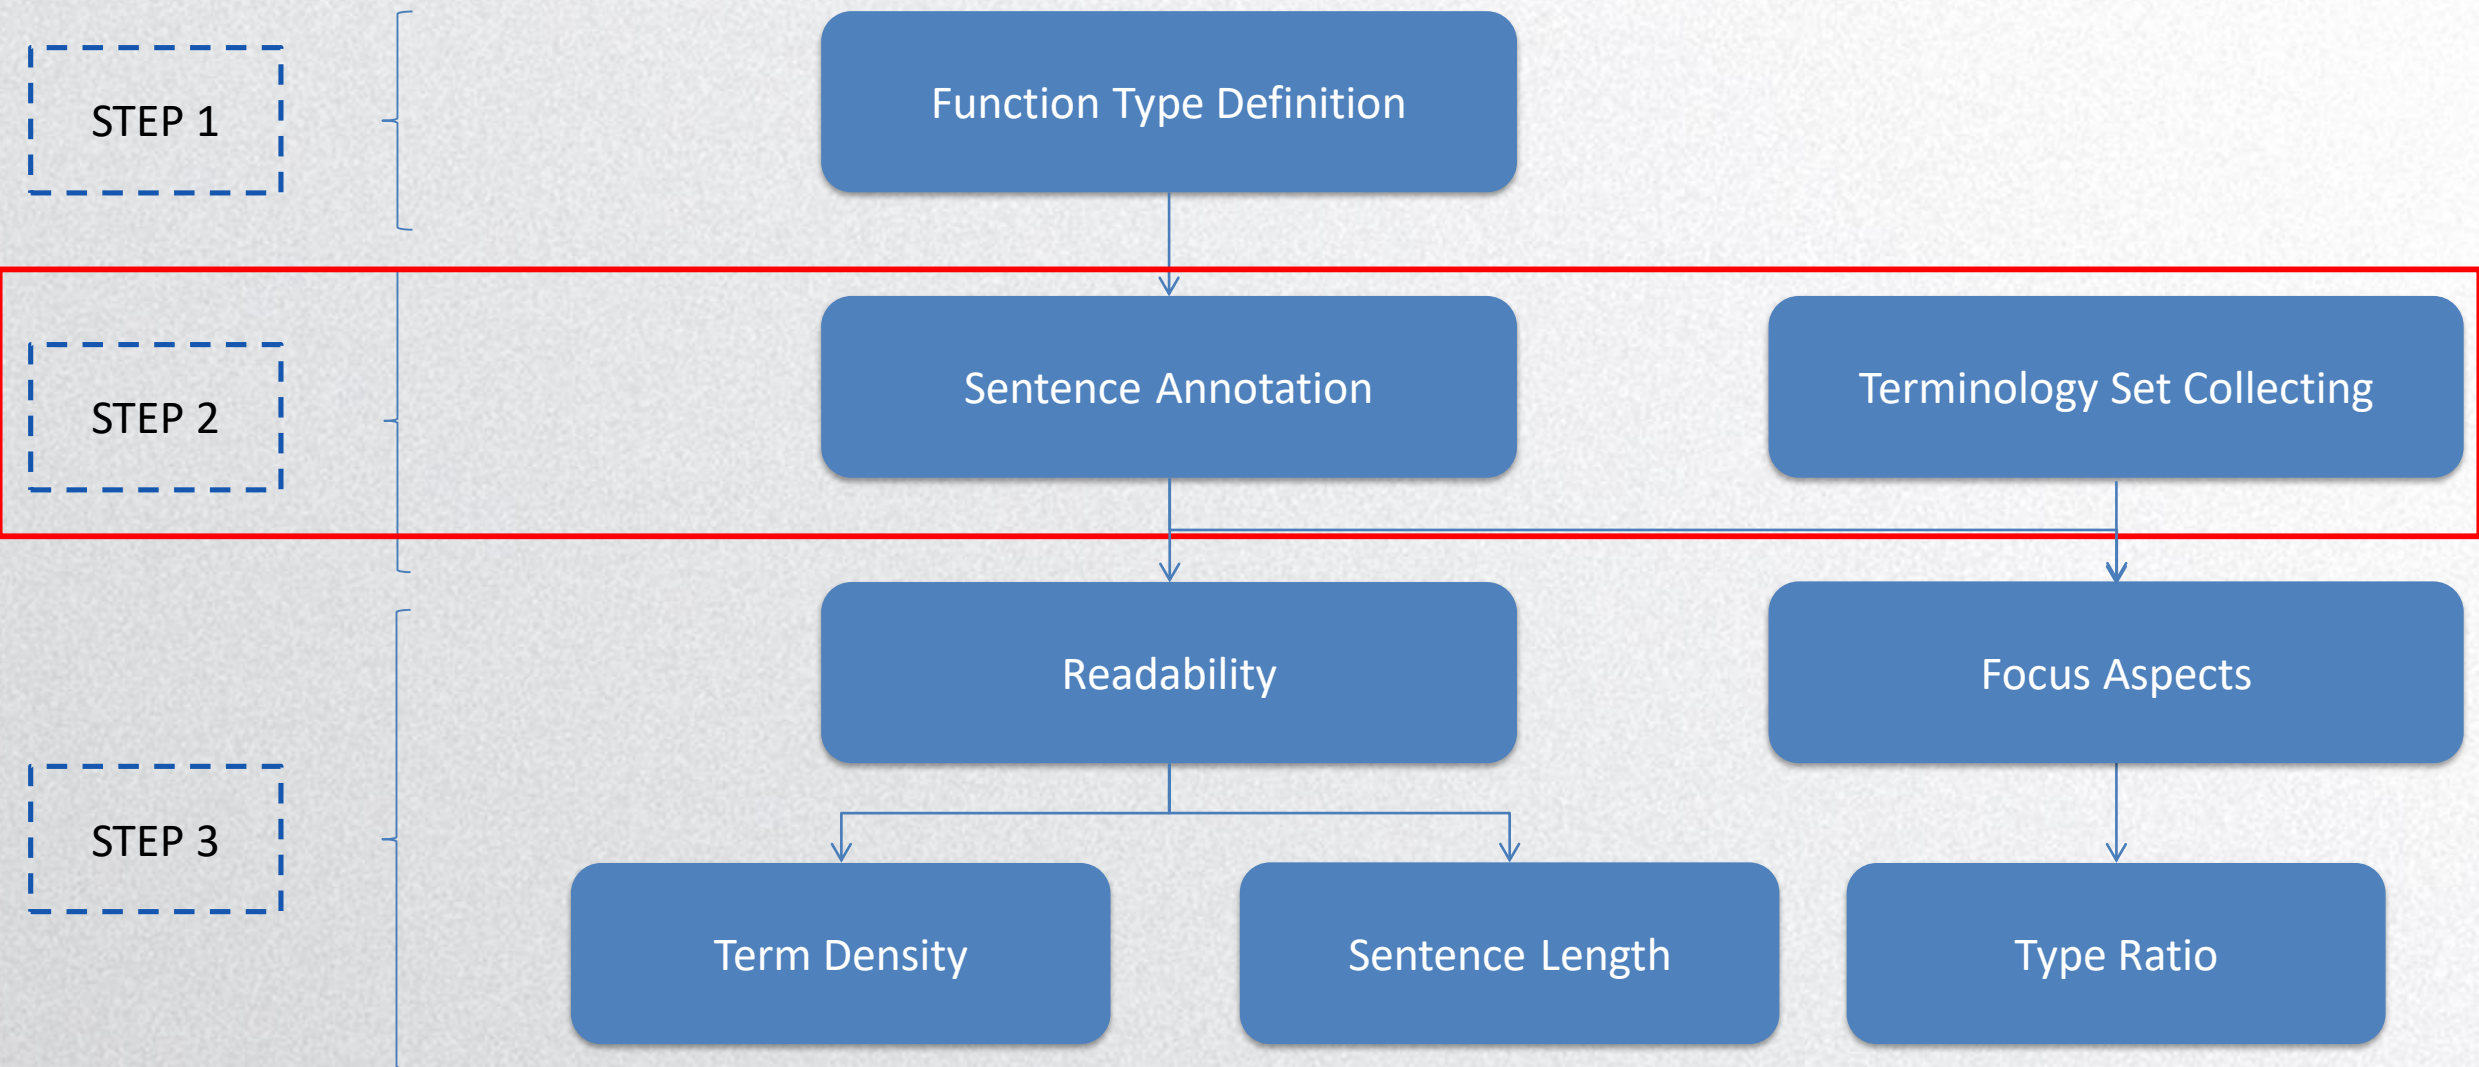 STEP 1
Function Type Definition
STEP 2
Sentence Annotation
Terminology Set Collecting
STEP 3
Readability
Focus Aspects
Term Density
Sentence Length
Type Ratio